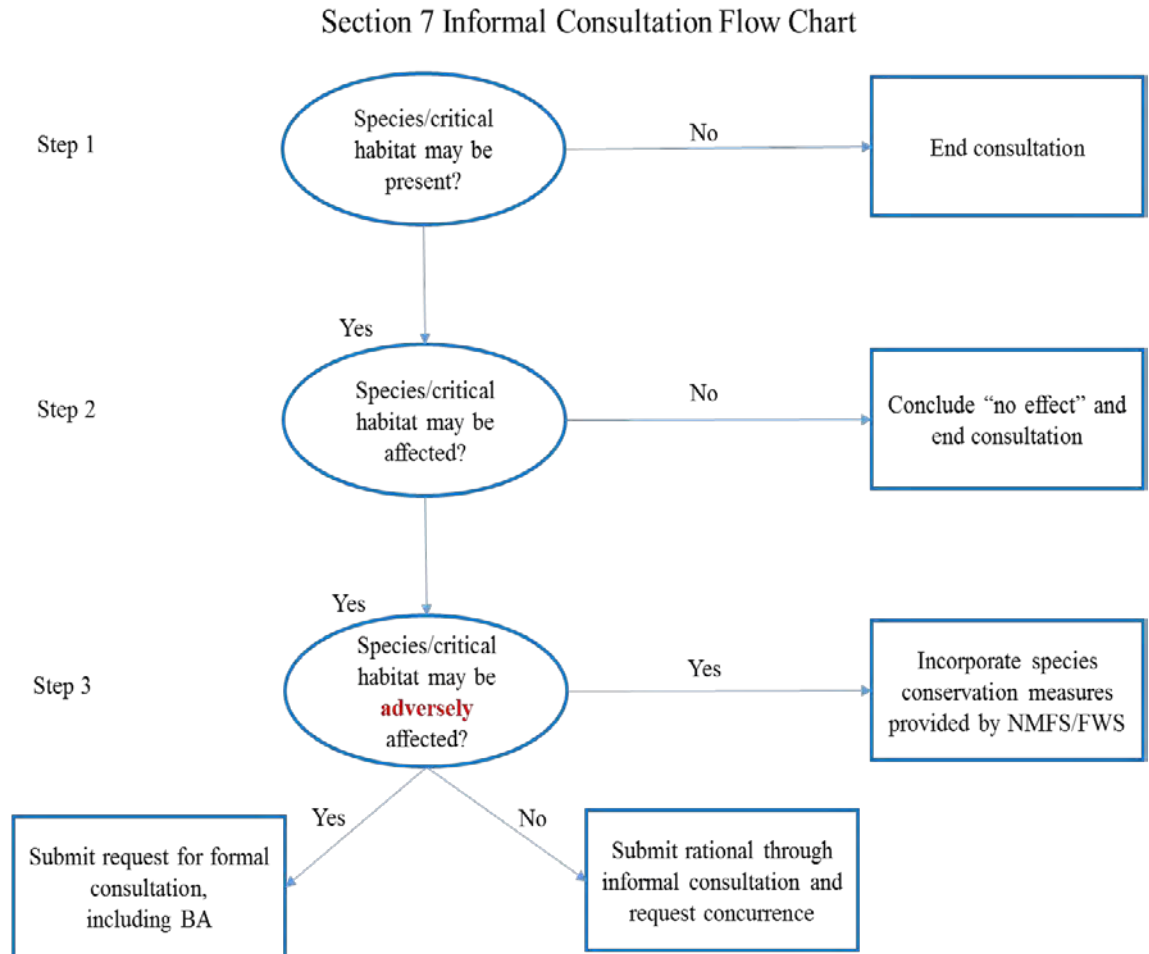 Section 7 Informal Consultation Flow Chart
Step 1
Species/critical
habitat may be
present?
No
End consultation
Yes
Step 2
Species/critical
habitat may be
affected?
No
Conclude “no effect” and
end consultation
Yes
Step 3
Species/critical
habitat may be
adversely
affected?
Yes
Incorporate species
conservation measures
provided by NMFS/FWS
Yes
No
Submit request for formal
consultation,
including BA
Submit rational through
informal consultation and
request concurrence